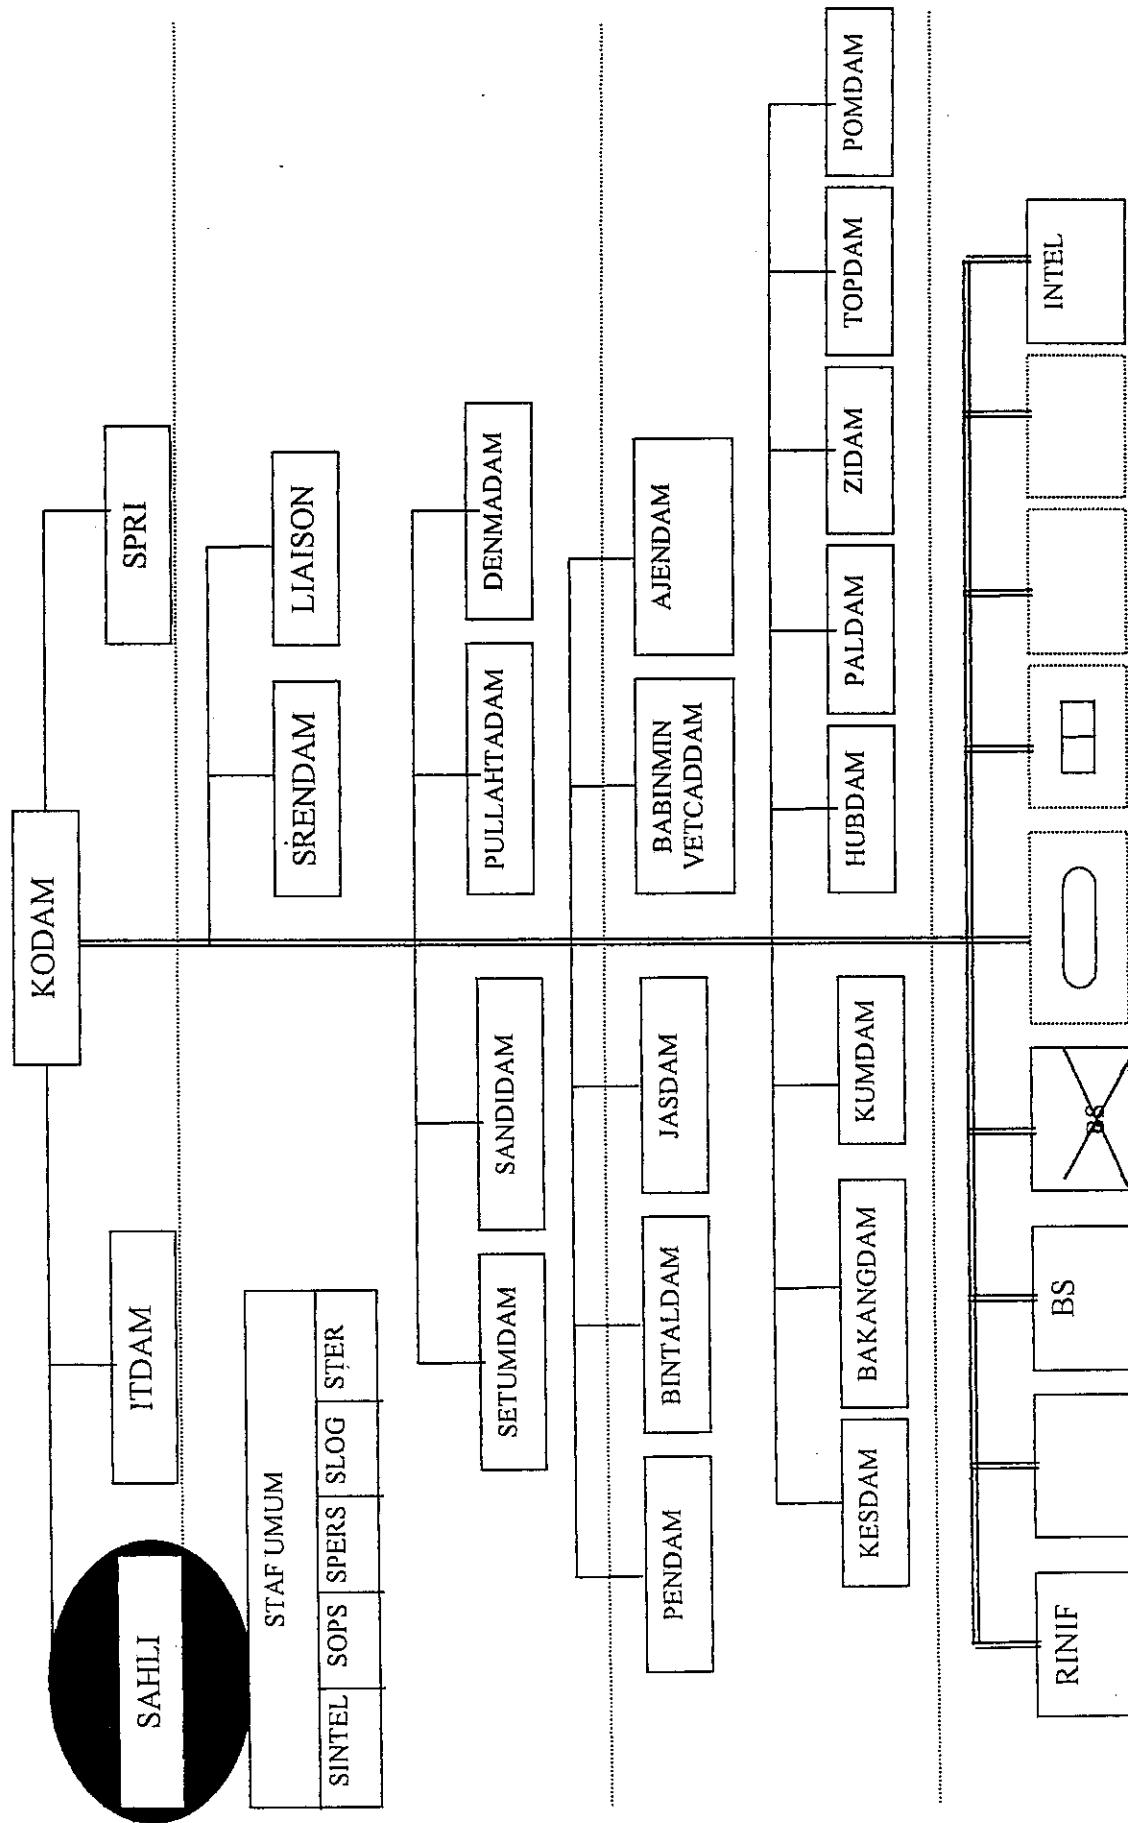 KODAM
SAHLI
ITDAM
SPRI
STAF UMUM
SINTEL
SOPS
SPERS
SLOG
STER
SRENDAM
LIAISON
SETUMDAM
SANDIDAM
PULLAHTADAM
DENMADAM
PENDAM
BINTALDAM
JASDAM
BABINMIN
VETCADDAM
AJENDAM
KESDAM
BAKANGDAM
KUMDAM
HUBDAM
PALDAM
ZIDAM
TOPDAM
POMDAM
RINIF
BS
INTEL